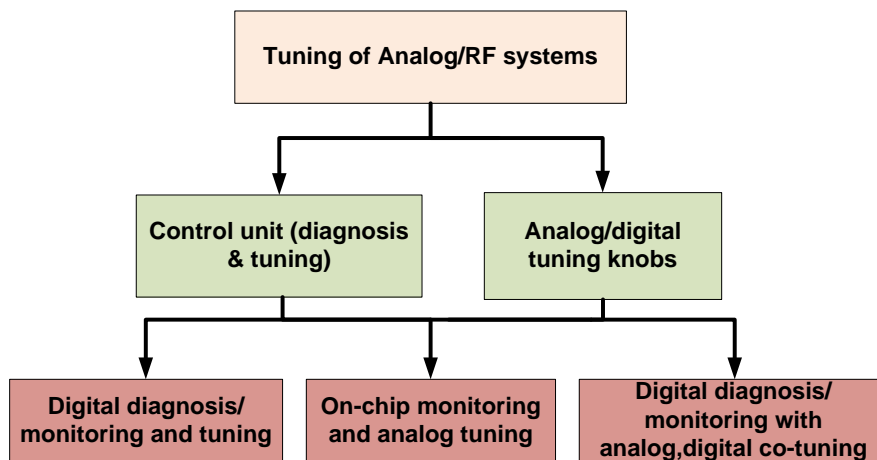 Tuning of Analog/RF systems
Control unit (diagnosis
& tuning)
Analog/digital
tuning knobs
Digital diagnosis/
monitoring and tuning
On-chip monitoring
and analog tuning
Digital diagnosis/
monitoring with
analog,digital co-tuning